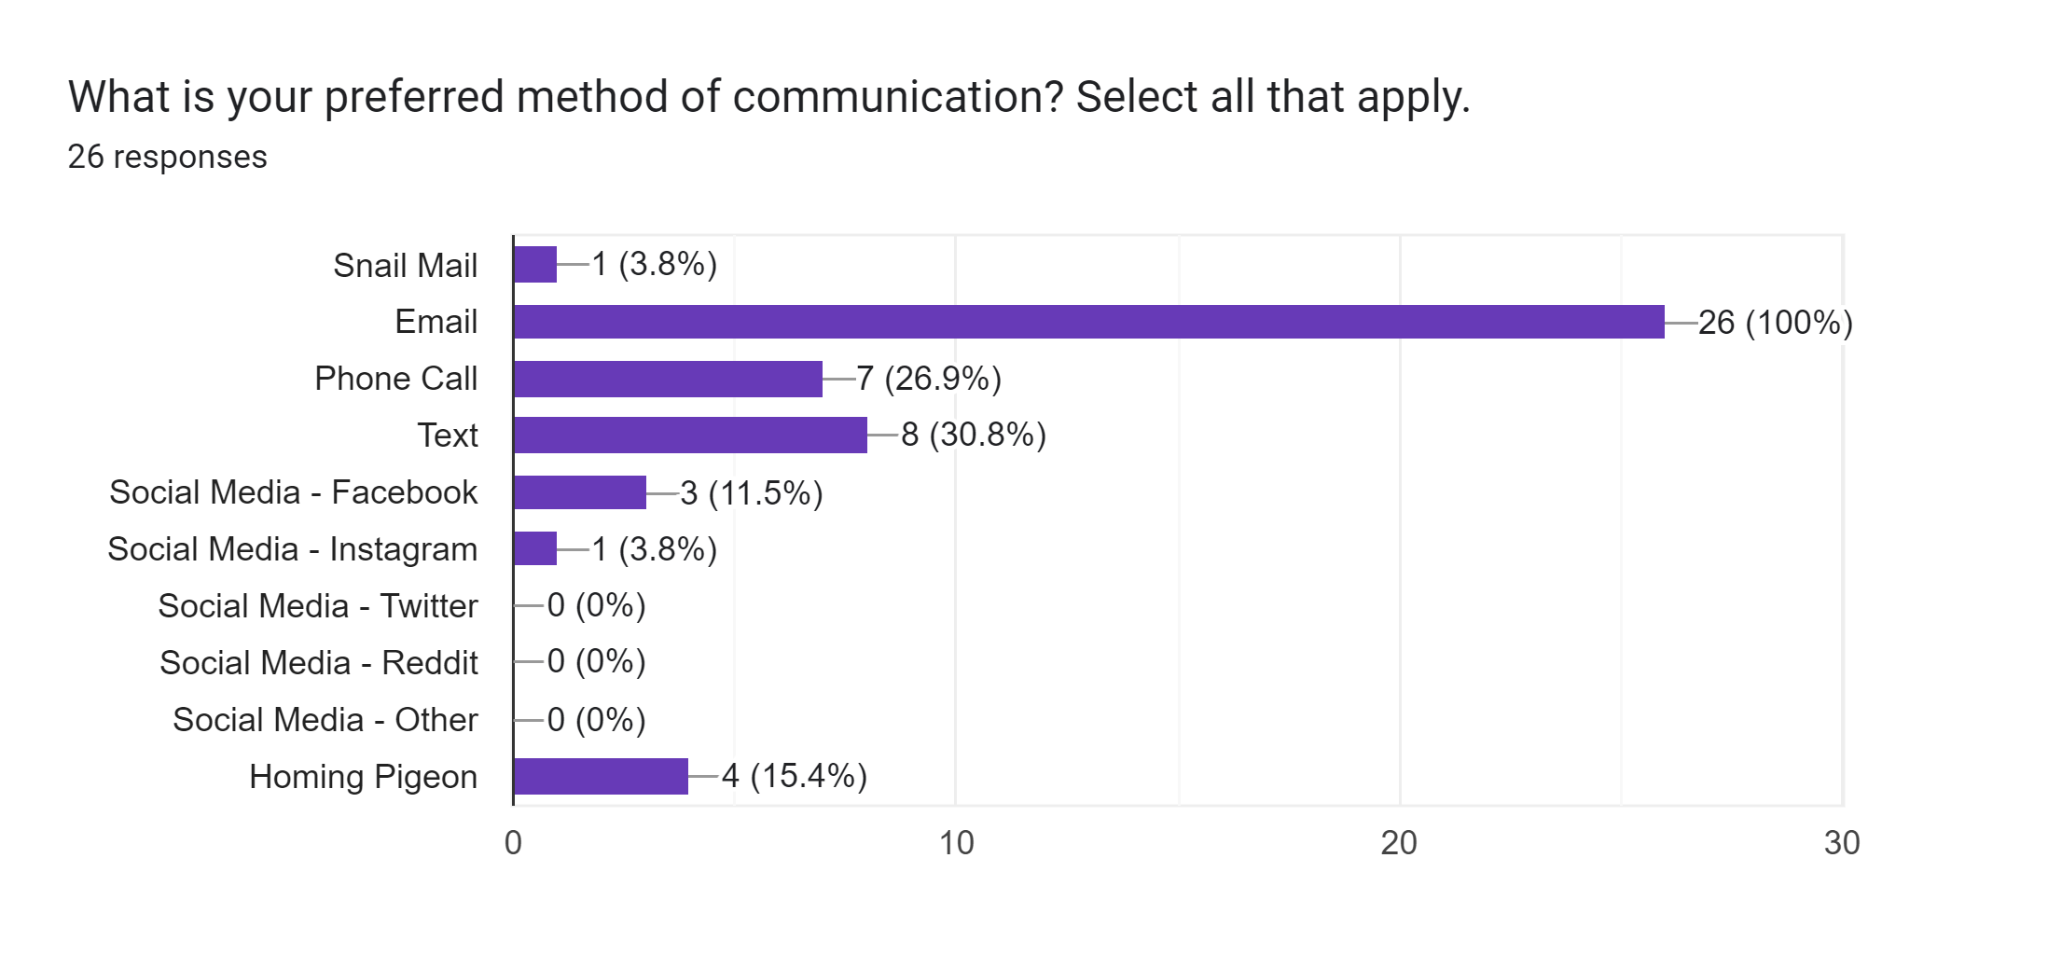 What is your preferred method of communication? Select all that apply.
26 responses
Snail Mail 1 (3.8%)
Email 26 (100%)
Phone Call 7 (26.9%)
Text 8 (30.8%)
Social Media - Facebook 3 (11.5%)
Social Media - Instagram 1 (3.8%)
Social Media - Twitter 0 (0%)
Social Media - Reddit 0 (0%)
Social Media - Other 0 (0%)
Homing Pigeon 4 (15.4%)
0 10 20 30